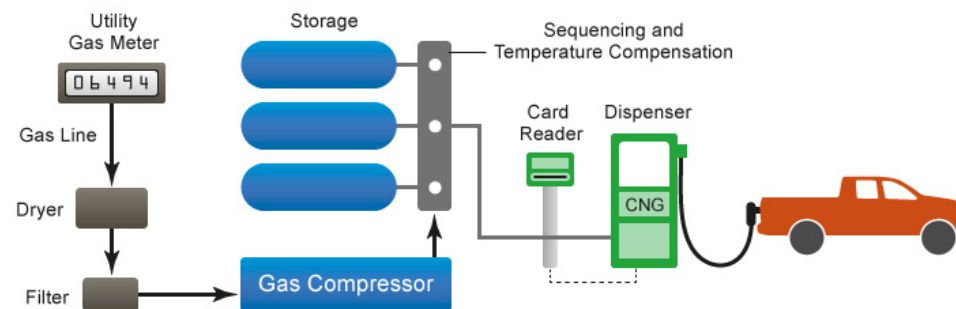 Utility
Gas Meter
06494
Gas Line
Dryer
Filter
Gas Compressor
Storage
Sequencing and
Temperature Compensation
Card
Reader
Dispenser
CNG